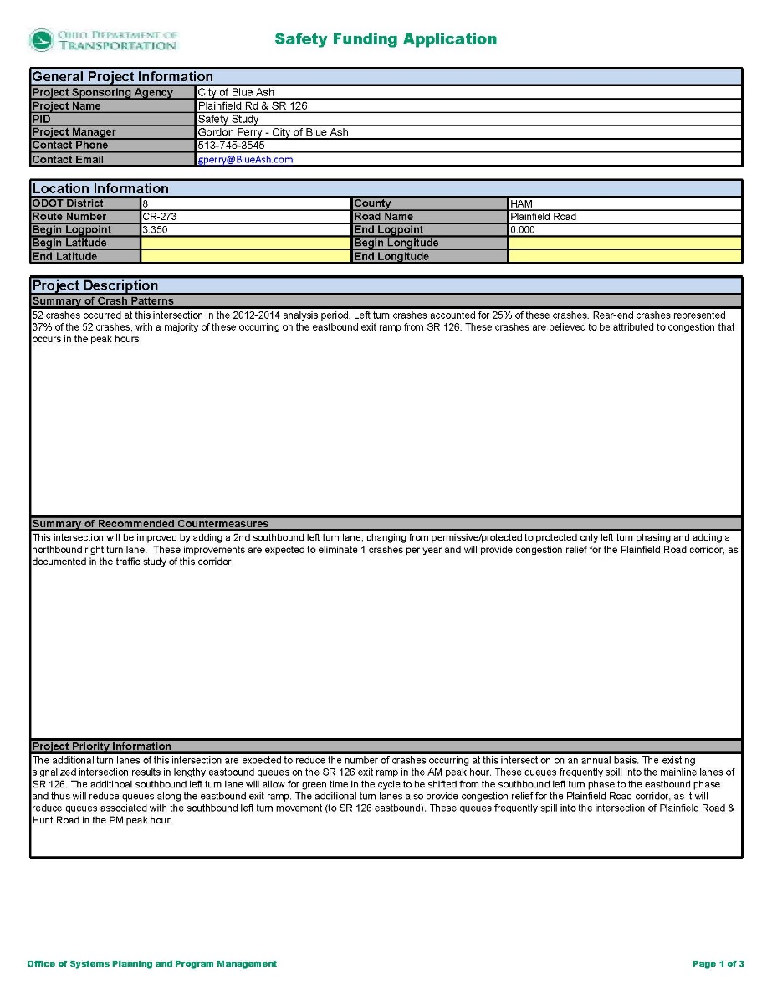 OHIO DEPARTMENT OF
TRANSPORTATION
Safety Funding Application
General Project Information
Project Sponsoring Agency City of Blue Ash
Project Name Plainfield Rd & SR 126
PID Safety Study
Project Manager Gordon Perry - City of Blue Ash
Contact Phone 513-745-8545
Contact Email gperry@BlueAsh.com
Location Information
ODOT District 8 County HAM
Route Number CR-273 Road Name Plainfield Road
Begin Logpoint 3.350 End Logpoint 0.000
Begin Latitude Begin Longitude
End Latitude End Longitude
Project Description
Summary of Crash Patterns
52 crashes occurred at this intersection in the 2012-2014 analysis period. Left turn crashes accounted for 25% of these crashes. Rear-end crashes represented
37% of the 52 crashes, with a majority of these occurring on the eastbound exit ramp from SR 126. These crashes are believed to be attributed to congestion that
occurs in the peak hours.
Summary of Recommended Countermeasures
This intersection will be improved by adding a 2nd southbound left turn lane, changing from permissive/protected to protected only left turn phasing and adding a
northbound right turn lane. These improvements are expected to eliminate 1 crashes per year and will provide congestion relief for the Plainfield Road corridor, as
documented in the traffic study of this corridor.
Project Priority Information
The additional turn lanes of this intersection are expected to reduce the number of crashes occurring at this intersection on an annual basis. The existing
signalized intersection results in lengthy eastbound queues on the SR 126 exit ramp in the AM peak hour. These queues frequently spill into the mainline lanes of
SR 126. The additinoal southbound left turn lane will allow for green time in the cycle to be shifted from the southbound left turn phase to the eastbound phase
and thus will reduce queues along the eastbound exit ramp. The additional turn lanes also provide congestion relief for the Plainfield Road corridor, as it will
reduce queues associated with the southbound left turn movement (to SR 126 eastbound). These queues frequently spill into the intersection of Plainfield Road &
Hunt Road in the PM peak hour.
Office of Systems Planning and Program Management Page 1 of 3